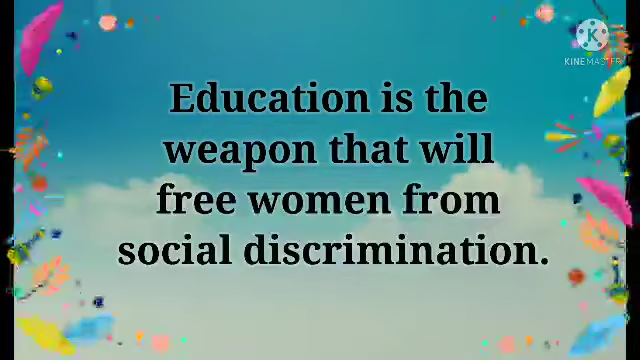 KINEMASTER
Education is the
weapon that will
free women from
social discrimination.